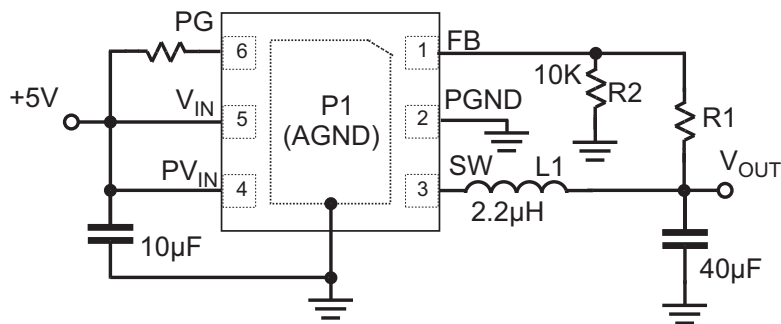 PG
6
1
FB
10K
R2
+5V
V_IN
5
P1
(AGND)
PGND
2
R1
PV_IN
4
SW
L1
3
V_OUT
2.2µH
10µF
40µF